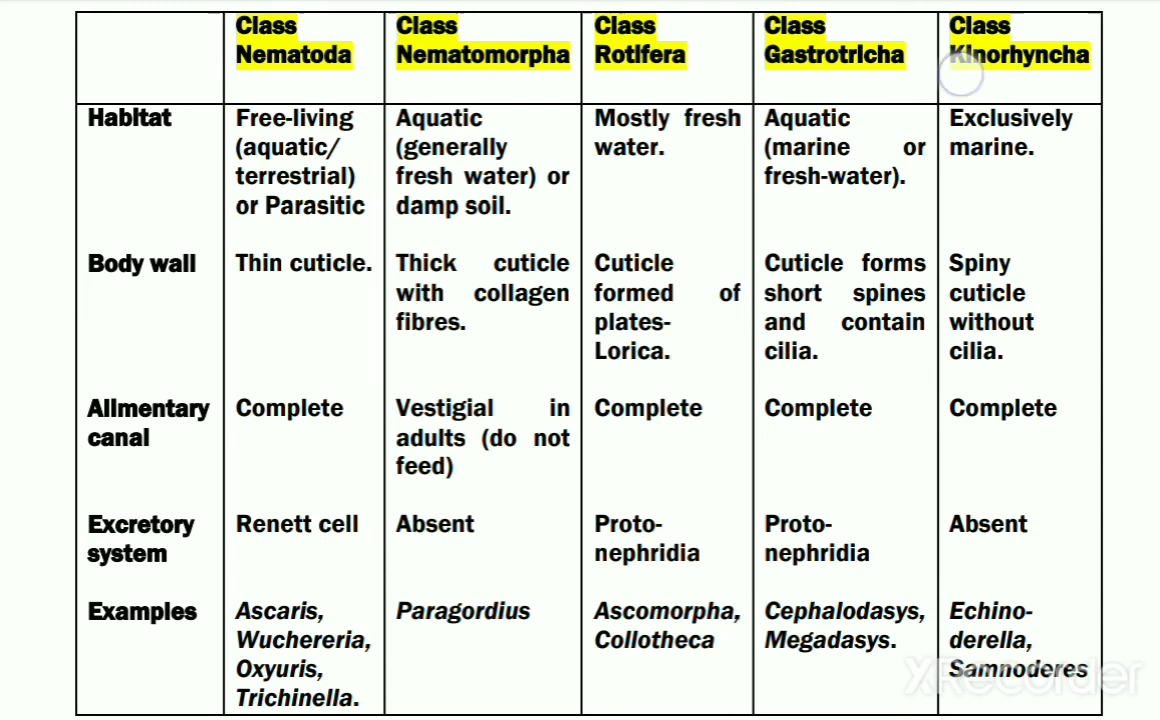 Class Nematoda
Class Nematomorpha
Class Rotifera
Class Gastrotricha
Class Kinorhyncha
Habitat
Free-living
(aquatic/
terrestrial)
or Parasitic
Aquatic
(generally
fresh water) or
damp soil.
Mostly fresh
water.
Aquatic
(marine or
fresh-water).
Exclusively
marine.
Body wall
Thin cuticle.
Thick cuticle
with collagen
fibres.
Cuticle
formed of
plates-
Lorica.
Cuticle forms
short spines
and contain
cilia.
Spiny
cuticle
without
cilia.
Alimentary
canal
Complete
Vestigial in
adults (do not
feed)
Complete
Complete
Complete
Excretory
system
Renett cell
Absent
Proto-
nephridia
Proto-
nephridia
Absent
Examples
Ascaris,
Wuchereria,
Oxyuris,
Trichinella.
Paragordius
Ascomorpha,
Collotheca
Cephalodasys,
Megadasys.
Echino-
derella,
Samnoderes
XRecorder